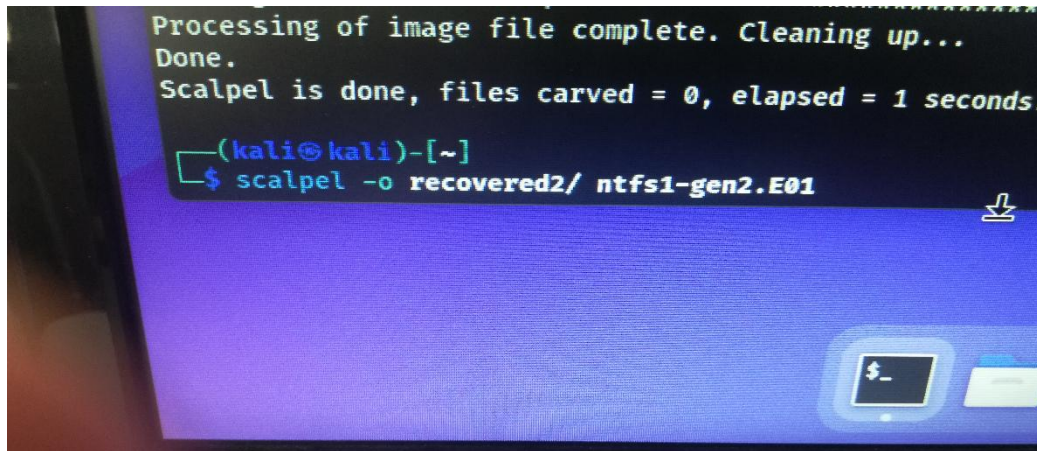 Processing of image file complete. Cleaning up...
Done.
Scalpel is done, files carved = 0, elapsed = 1 seconds.
┌──(kali㉿kali)-[~]
└─$ scalpel -o recovered2/ ntfs1-gen2.E01
$_